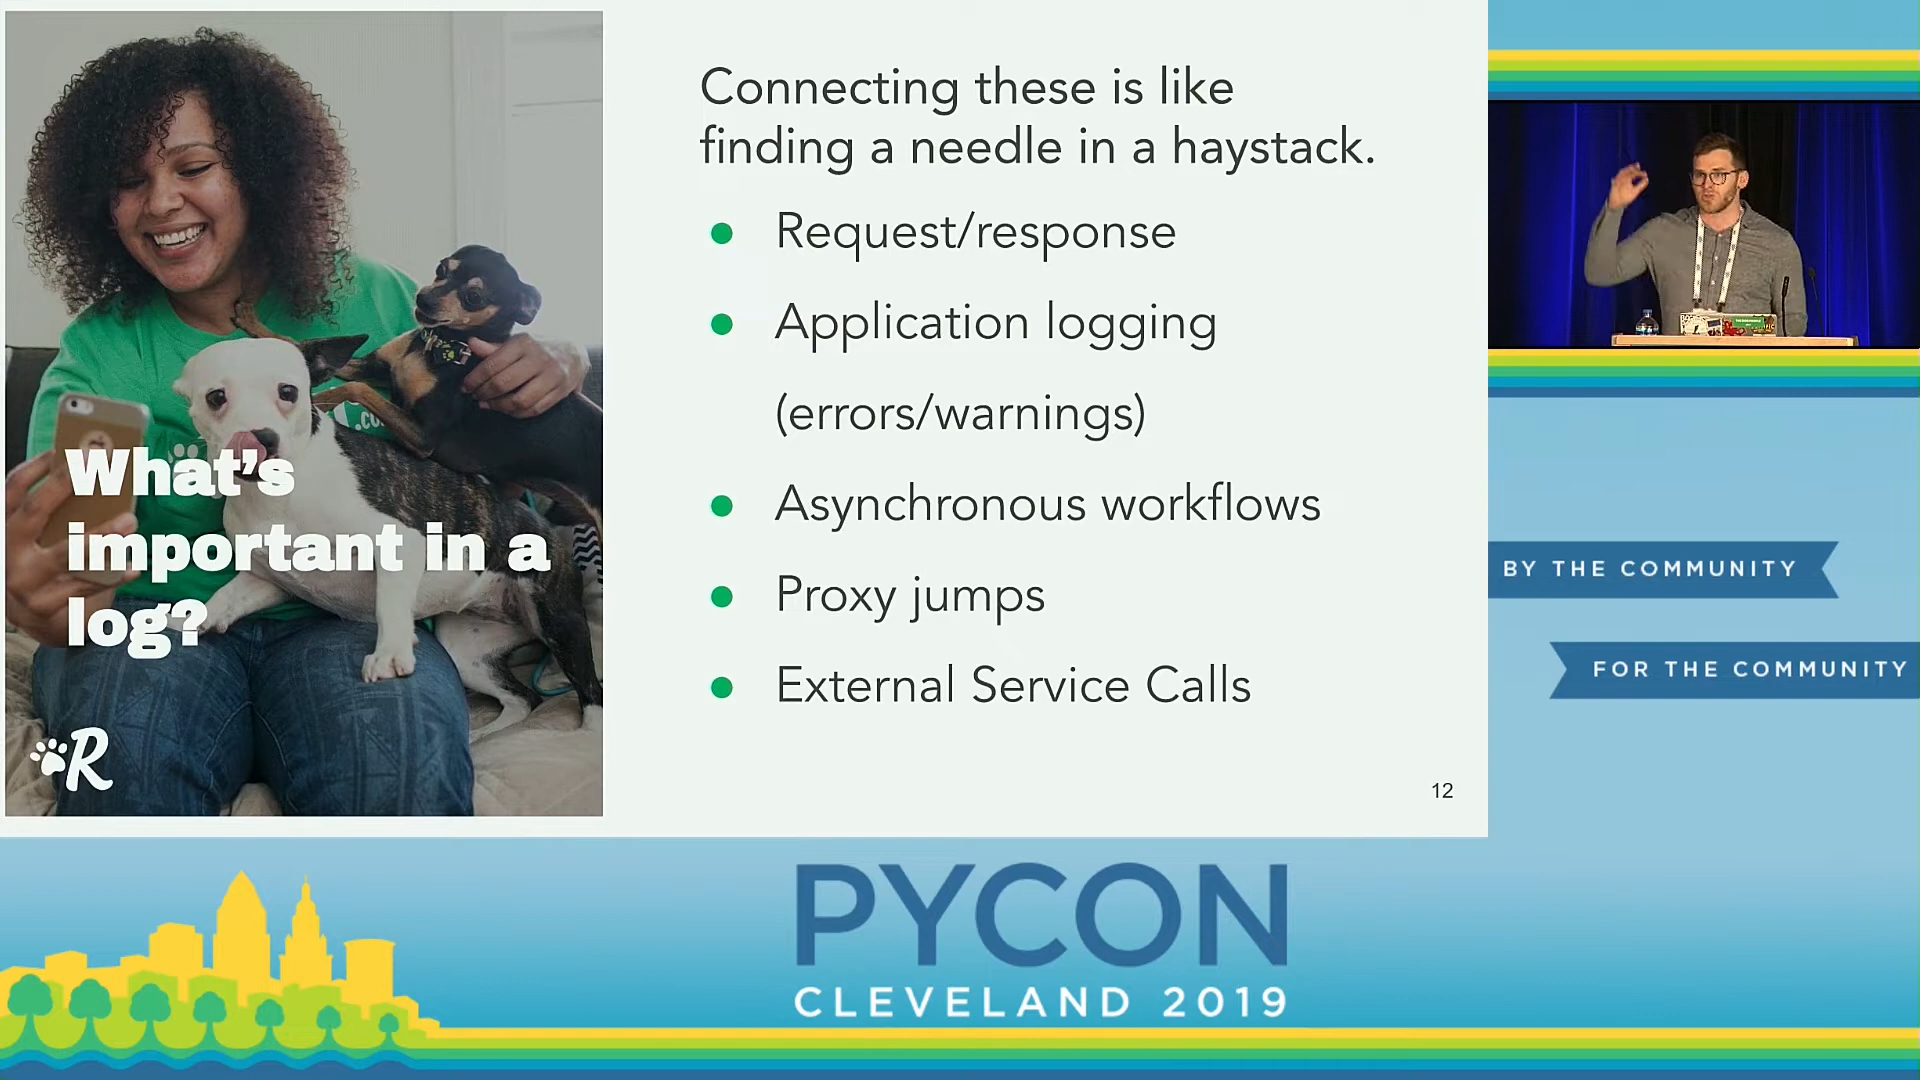 What's
important in a
log?
R
Connecting these is like
finding a needle in a haystack.
Request/response
Application logging
(errors/warnings)
Asynchronous workflows
Proxy jumps
External Service Calls
12
BY THE COMMUNITY
FOR THE COMMUNITY
PYCON
CLEVELAND 2019